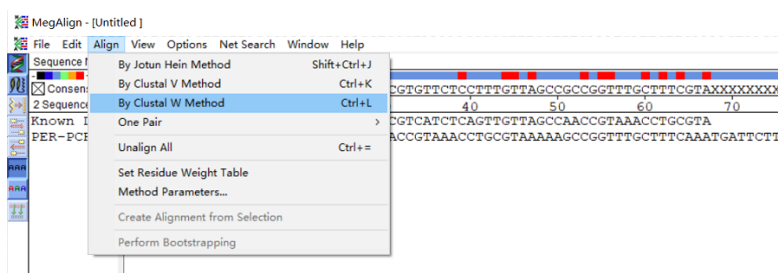 MegAlign - [Untitled ]
File Edit Align View Options Net Search Window Help
Sequence
By Jotun Hein Method Shift+Ctrl+J
By Clustal V Method Ctrl+K
By Clustal W Method Ctrl+L
One Pair >
Unalign All Ctrl+=
Set Residue Weight Table
Method Parameters...
Create Alignment from Selection
Perform Bootstrapping
Consen
CGTGTTCTCCTTTGTTAGCCGCCGGTTTGCTTTCGTAXXXXXXX
2 Sequence
40 50 60 70
Known
CGTCATCTCAGTTGTTAGCCAACCGTAAACCTGCGTA
PER-PCR
ACCGTAAACCTGCGTAAAAAGCCGGTTTGCTTTCAAATGATTCTT